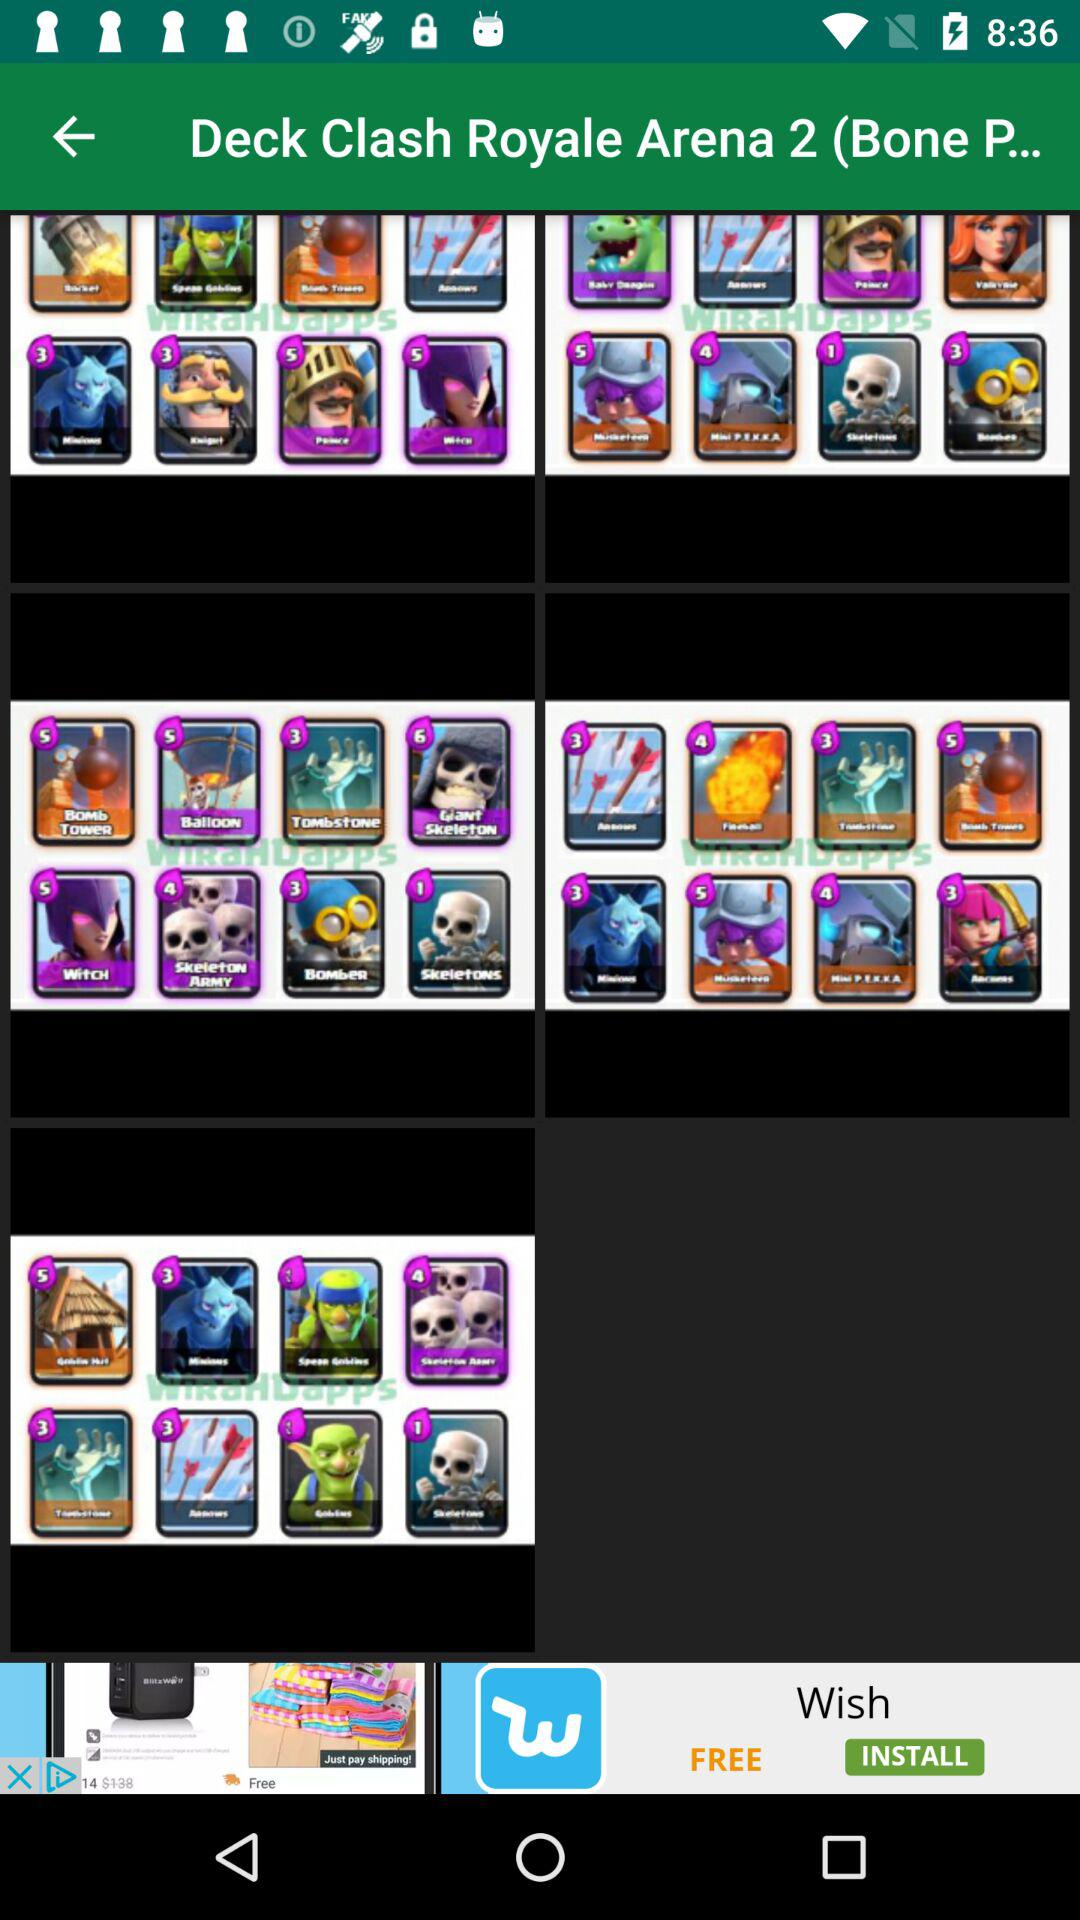 FAKE
8:36
Deck Clash Royale Arena 2 (Bone P...
Rocket Spear Goblins Bomb Tower Arrows
WiraHDapps
3 3 5 5
Minions Knight Prince Witch
Baby Dragon Arrows Prince Valkyrie
WiraHDapps
5 4 1 3
Musketeer Mini P.E.K.K.A. Skeletons Bomber
5 5 3 6
Bomb Tower Balloon Tombstone Giant Skeleton
WiraHDapps
5 4 3 1
Witch Skeleton Army Bomber Skeletons
3 4 3 5
Arrows Fireball Tombstone Bomb Tower
WiraHDapps
3 5 4 3
Minions Musketeer Mini P.E.K.K.A. Archers
5 3 4
Goblin Hut Minions Spear Goblins Skeleton Army
WiraHDapps
3 3 1
Tombstone Arrows Goblins Skeletons
BlitzWolf
Just pay shipping!
14 $138
Free
Wish
FREE
INSTALL